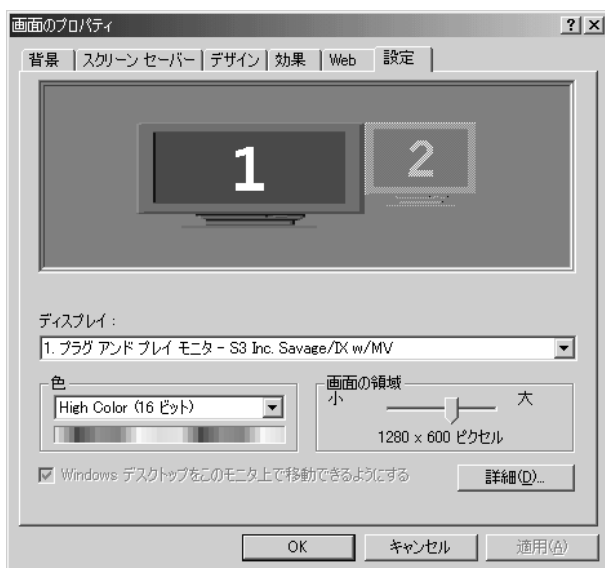 画面のプロパティ
? ×
背景 スクリーン セーバー デザイン 効果 Web 設定
1 2
ディスプレイ：
1. プラグ アンド プレイ モニタ - S3 Inc. Savage/IX w/MV
色
High Color (16 ビット)
画面の領域
小 大
1280 x 600 ピクセル
Windows デスクトップをこのモニタ上で移動できるようにする
詳細(D)...
OK キャンセル 適用(A)